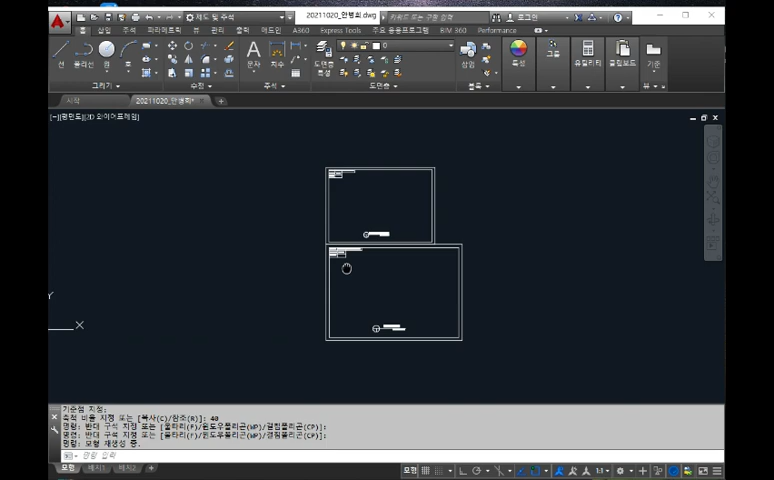 제도 및 주석
20211020_안병희.dwg
키워드 또는 구문 입력
로그인
홈 삽입 주석 파라메트릭 뷰 관리 출력 애드인 A360 Express Tools 주요 응용프로그램 BIM 360 Performance
선 폴리선 원 호 문자 치수 도면층 특성 삽입 특성 그룹 유틸리티 클립보드 기준
0
그리기 수정 주석 도면층 블록 뷰
시작 20211020_안병희*
[-][평면도][2D 와이어프레임]
Y
X
기준점 지정:
축척 비율 지정 또는 [복사(C)/참조(R)]: 40
명령: 반대 구석 지정 또는 [울타리(F)/윈도우폴리곤(WP)/걸침폴리곤(CP)]:
명령: 반대 구석 지정 또는 [울타리(F)/윈도우폴리곤(WP)/걸침폴리곤(CP)]:
명령: 모형 재생성 중.
명령 입력
모형 배치1 배치2 +
모형 1:1